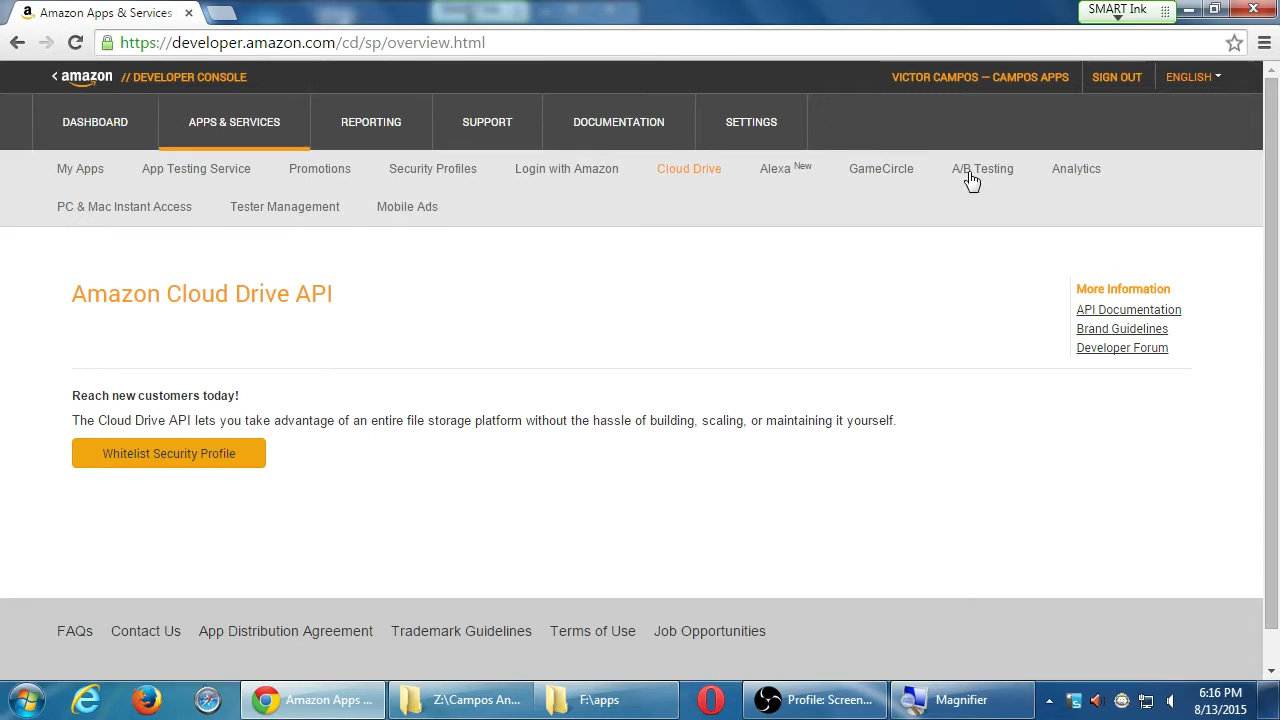 Amazon Apps & Services
SMART Ink
https://developer.amazon.com/cd/sp/overview.html
amazon // DEVELOPER CONSOLE
VICTOR CAMPOS — CAMPOS APPS
SIGN OUT
ENGLISH
DASHBOARD
APPS & SERVICES
REPORTING
SUPPORT
DOCUMENTATION
SETTINGS
My Apps
App Testing Service
Promotions
Security Profiles
Login with Amazon
Cloud Drive
Alexa New
GameCircle
A/B Testing
Analytics
PC & Mac Instant Access
Tester Management
Mobile Ads
Amazon Cloud Drive API
More Information
API Documentation
Brand Guidelines
Developer Forum
Reach new customers today!
The Cloud Drive API lets you take advantage of an entire file storage platform without the hassle of building, scaling, or maintaining it yourself.
Whitelist Security Profile
FAQs
Contact Us
App Distribution Agreement
Trademark Guidelines
Terms of Use
Job Opportunities
Amazon Apps ...
Z:\Campos An...
F:\apps
Profile: Screen...
Magnifier
6:16 PM
8/13/2015